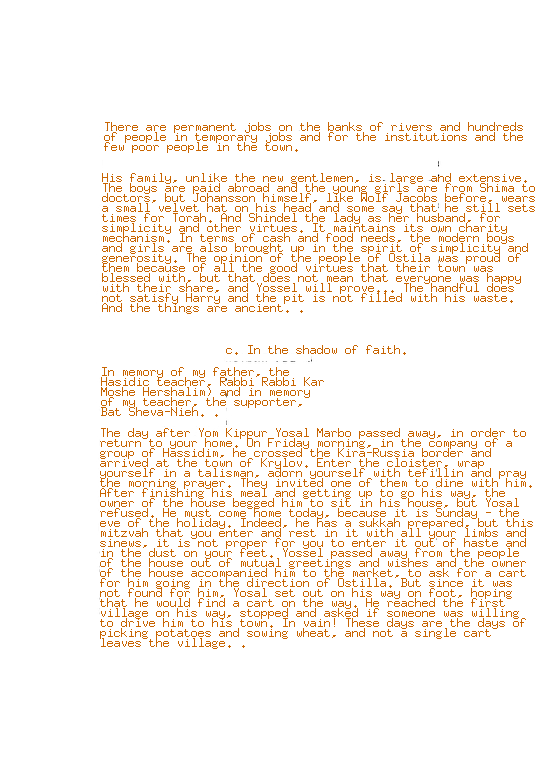 There are permanent jobs on the banks of rivers and hundreds
of people in temporary jobs and for the institutions and the
few poor people in the town.
His family, unlike the new gentlemen, is large and extensive.
The boys are paid abroad and the young girls are from Shima to
doctors, but Johansson himself, like Wolf Jacobs before, wears
a small velvet hat on his head and some say that he still sets
times for Torah. And Shindel the lady as her husband, for
simplicity and other virtues. It maintains its own charity
mechanism. In terms of cash and food needs, the modern boys
and girls are also brought up in the spirit of simplicity and
generosity. The opinion of the people of Ostila was proud of
them because of all the good virtues that their town was
blessed with, but that does not mean that everyone was happy
with their share, and Yossel will prove... The handful does
not satisfy Harry and the pit is not filled with his waste.
And the things are ancient. .
c. In the shadow of faith.
In memory of my father, the
Hasidic teacher, Rabbi Rabbi Kar
Moshe Hershalim) and in memory
of my teacher, the supporter,
Bat Sheva-Nieh. .
The day after Yom Kippur Yosal Marbo passed away, in order to
return to your home. On Friday morning, in the company of a
group of Hassidim, he crossed the Kira-Russia border and
arrived at the town of Krylov. Enter the cloister, wrap
yourself in a talisman, adorn yourself with tefillin and pray
the morning prayer. They invited one of them to dine with him.
After finishing his meal and getting up to go his way, the
owner of the house begged him to sit in his house, but Yosal
refused. He must come home today, because it is Sunday - the
eve of the holiday. Indeed, he has a sukkah prepared, but this
mitzvah that you enter and rest in it with all your limbs and
sinews, it is not proper for you to enter it out of haste and
in the dust on your feet. Yossel passed away from the people
of the house out of mutual greetings and wishes and the owner
of the house accompanied him to the market, to ask for a cart
for him going in the direction of Ostilla. But since it was
not found for him, Yosal set out on his way on foot, hoping
that he would find a cart on the way. He reached the first
village on his way, stopped and asked if someone was willing
to drive him to his town. In vain! These days are the days of
picking potatoes and sowing wheat, and not a single cart
leaves the village. .